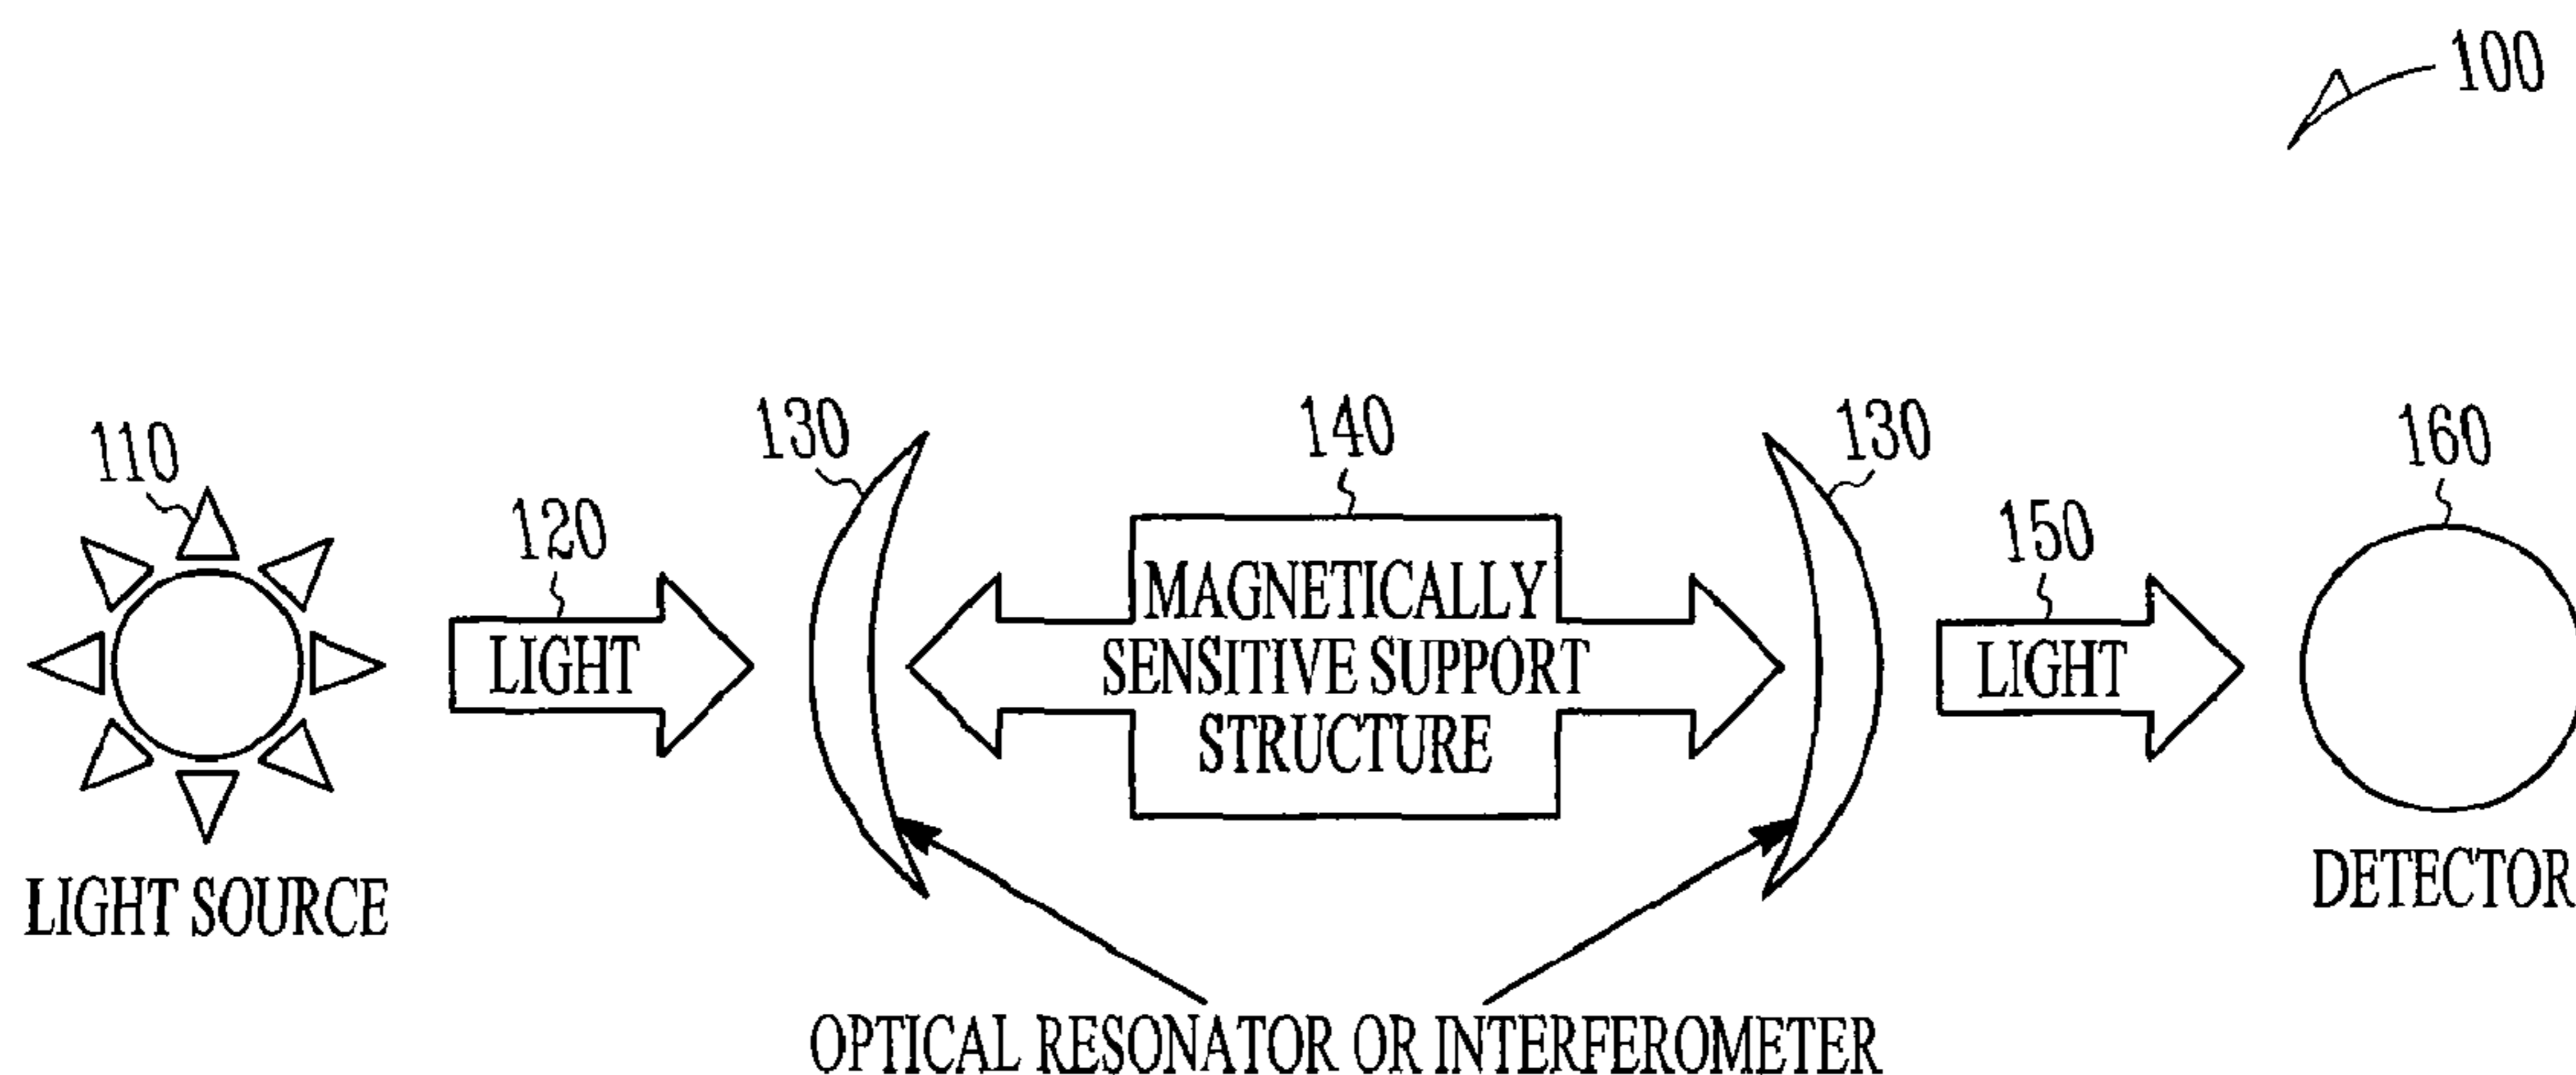 100
110
120
130
140
130
150
160
LIGHT
MAGNETICALLY
SENSITIVE SUPPORT
STRUCTURE
LIGHT
LIGHT SOURCE
DETECTOR
OPTICAL RESONATOR OR INTERFEROMETER